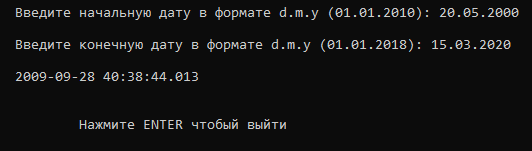 Введите начальную дату в формате d.m.y (01.01.2010): 20.05.2000
Введите конечную дату в формате d.m.y (01.01.2018): 15.03.2020
2009-09-28 40:38:44.013
Нажмите ENTER чтобый выйти